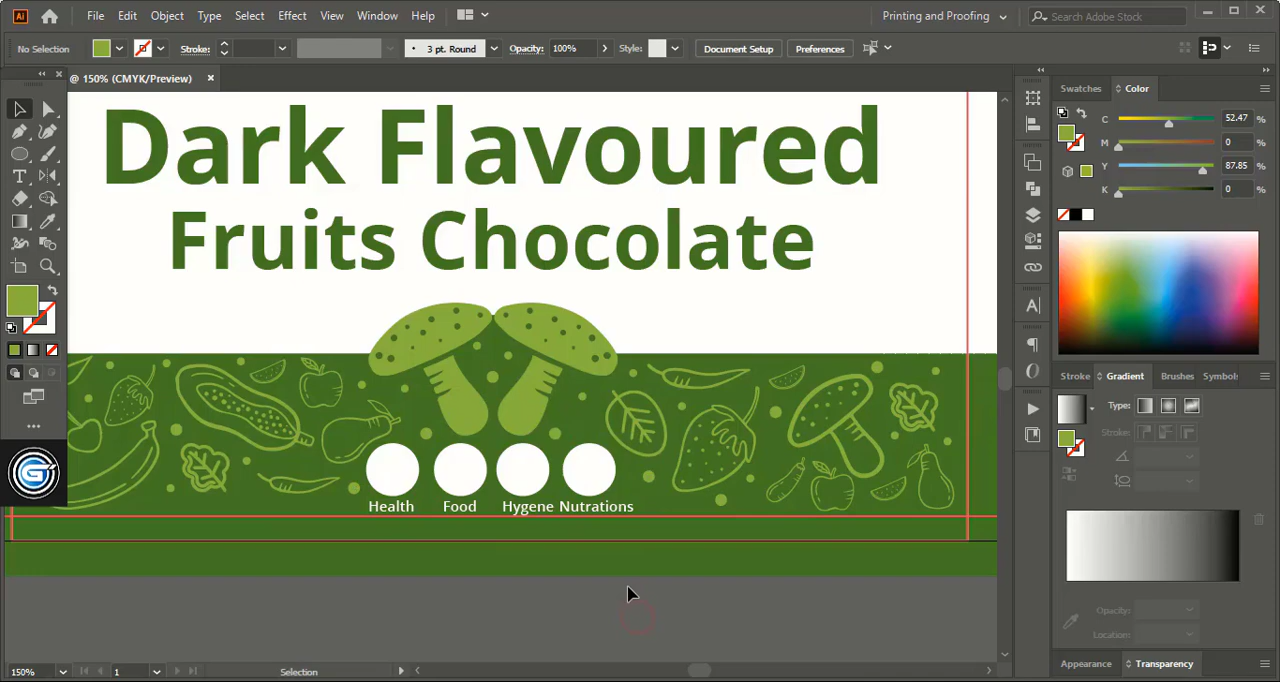 Ai File Edit Object Type Select Effect View Window Help Printing and Proofing Search Adobe Stock
No Selection Stroke: 3 pt. Round Opacity: 100% Style: Document Setup Preferences
@ 150% (CMYK/Preview)
Dark Flavoured
Fruits Chocolate
Health Food Hygene Nutrations
Swatches Color
C 52.47 %
M 0 %
Y 87.85 %
K 0 %
Stroke Gradient Brushes Symbols
Type:
Stroke:
Opacity:
Location:
Appearance Transparency
150% 1 Selection